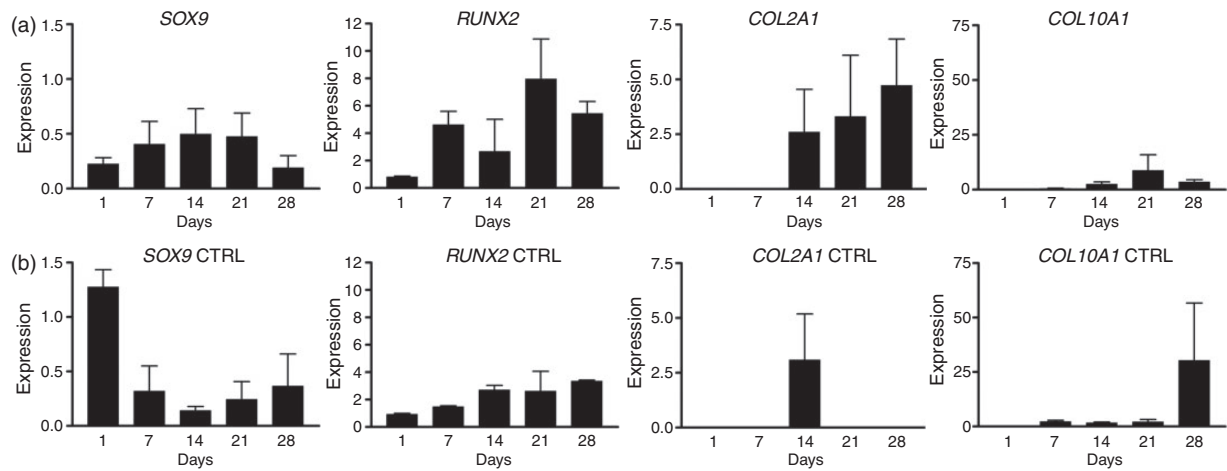 (a)
SOX9
Expression
1.5
1.0
0.5
0.0
1 7 14 21 28
Days
RUNX2
Expression
12
10
8
6
4
2
0
1 7 14 21 28
Days
COL2A1
Expression
7.5
5.0
2.5
0.0
1 7 14 21 28
Days
COL10A1
Expression
75
50
25
0
1 7 14 21 28
Days
(b)
SOX9 CTRL
Expression
1.5
1.0
0.5
0.0
1 7 14 21 28
Days
RUNX2 CTRL
Expression
12
10
8
6
4
2
0
1 7 14 21 28
Days
COL2A1 CTRL
Expression
7.5
5.0
2.5
0.0
1 7 14 21 28
Days
COL10A1 CTRL
Expression
75
50
25
0
1 7 14 21 28
Days